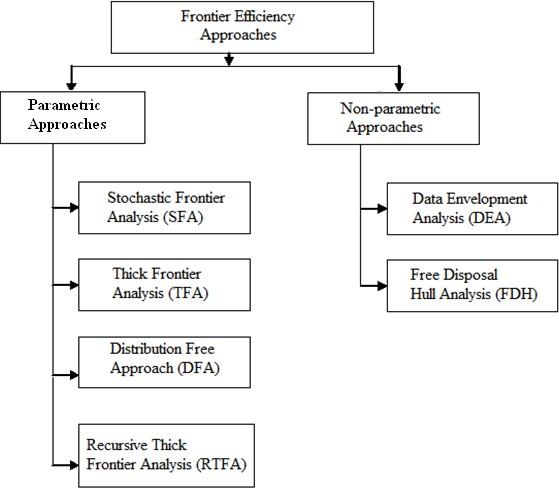 Frontier Efficiency
Approaches
Parametric
Approaches
Non-parametric
Approaches
Stochastic Frontier
Analysis (SFA)
Thick Frontier
Analysis (TFA)
Distribution Free
Approach (DFA)
Recursive Thick
Frontier Analysis (RTFA)
Data Envelopment
Analysis (DEA)
Free Disposal
Hull Analysis (FDH)